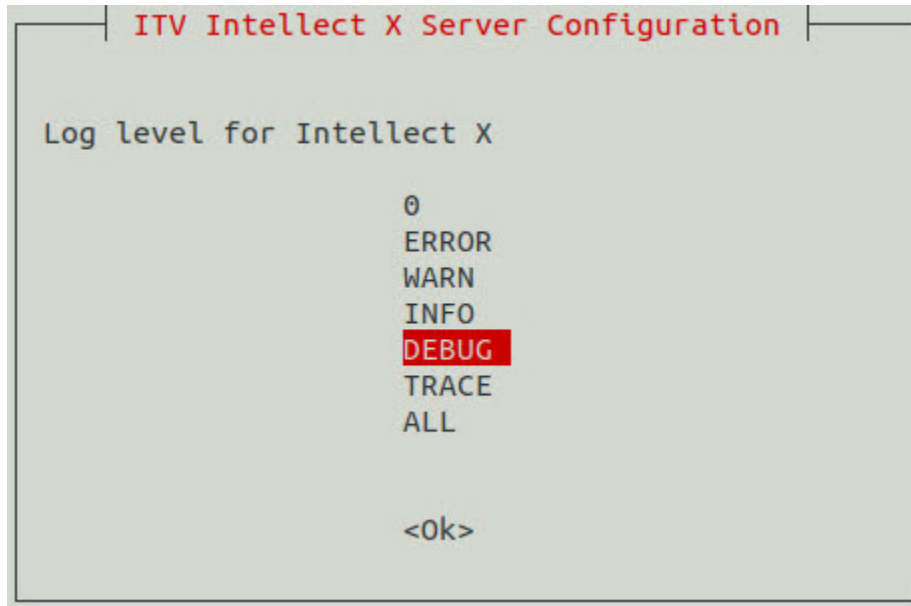 ITV Intellect X Server Configuration
Log level for Intellect X
0
ERROR
WARN
INFO
DEBUG
TRACE
ALL
<Ok>